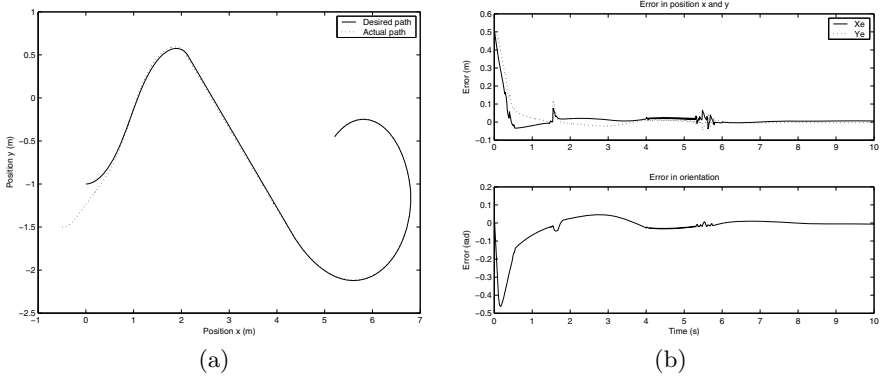 Desired path
Actual path
1
0.5
0
−0.5
−1
−1.5
−2
−2.5
Position y (m)
−1 0 1 2 3 4 5 6 7
Position x (m)
(a)
Error in position x and y
Xe
Ye
0.6
0.5
0.4
0.3
0.2
0.1
0
−0.1
Error (m)
0 1 2 3 4 5 6 7 8 9 10
Error in orientation
0.2
0.1
0
−0.1
−0.2
−0.3
−0.4
−0.5
Error (rad)
0 1 2 3 4 5 6 7 8 9 10
Time (s)
(b)